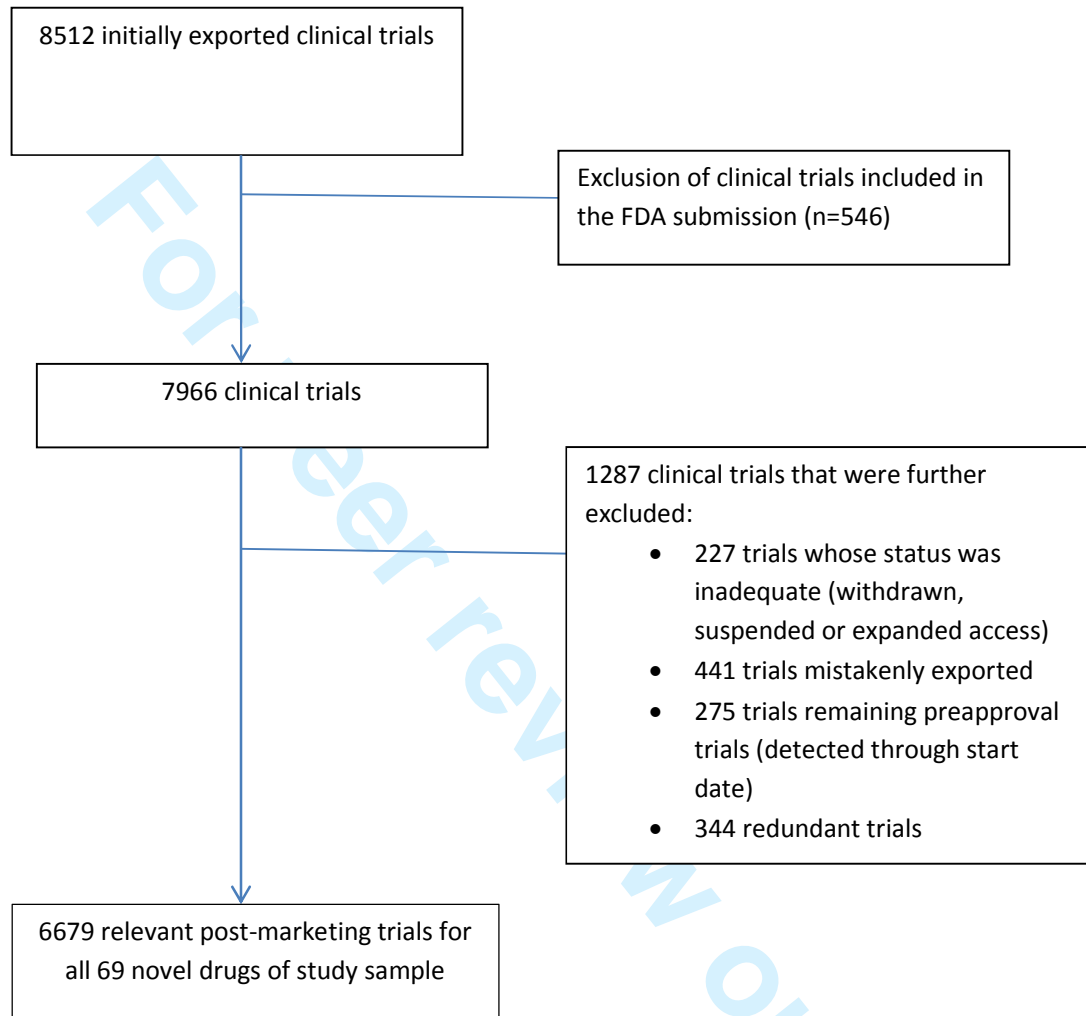 8512 initially exported clinical trials
Exclusion of clinical trials included in
the FDA submission (n=546)
7966 clinical trials
1287 clinical trials that were further
excluded:
• 227 trials whose status was
inadequate (withdrawn,
suspended or expanded access)
• 441 trials mistakenly exported
• 275 trials remaining preapproval
trials (detected through start
date)
• 344 redundant trials
6679 relevant post-marketing trials for
all 69 novel drugs of study sample
For
review